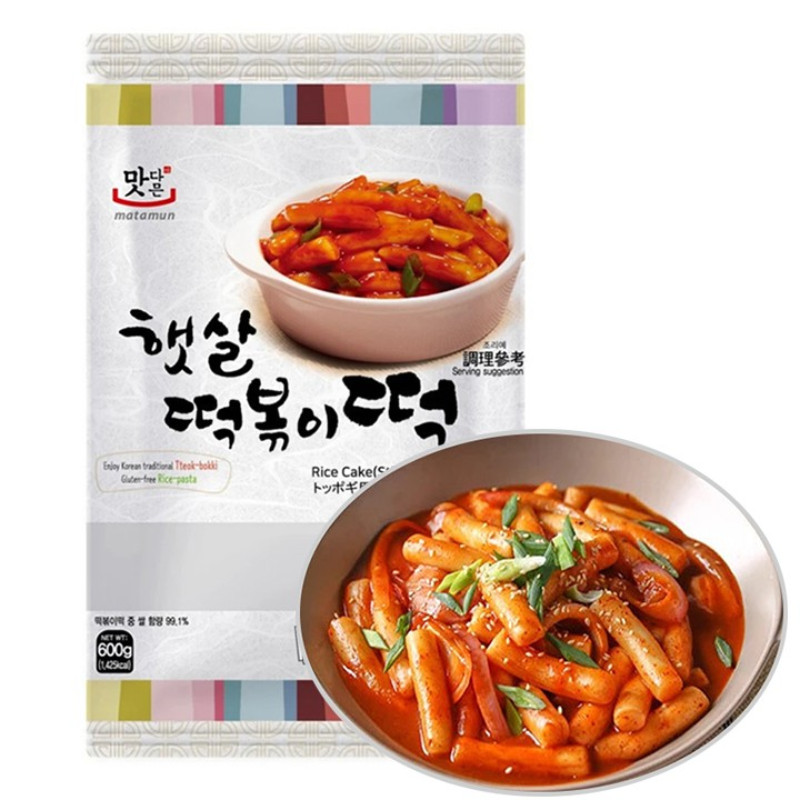 맛다문
matamun
조리예
調理參考
Serving suggestion
햇살
떡볶이떡
Enjoy Korean traditional Tteok-bokki
Gluten-free Rice-pasta
Rice Cake
トッポギ
떡볶이떡 중 쌀 함량 99.1%
NET WT:
600g
(1,425kcal)